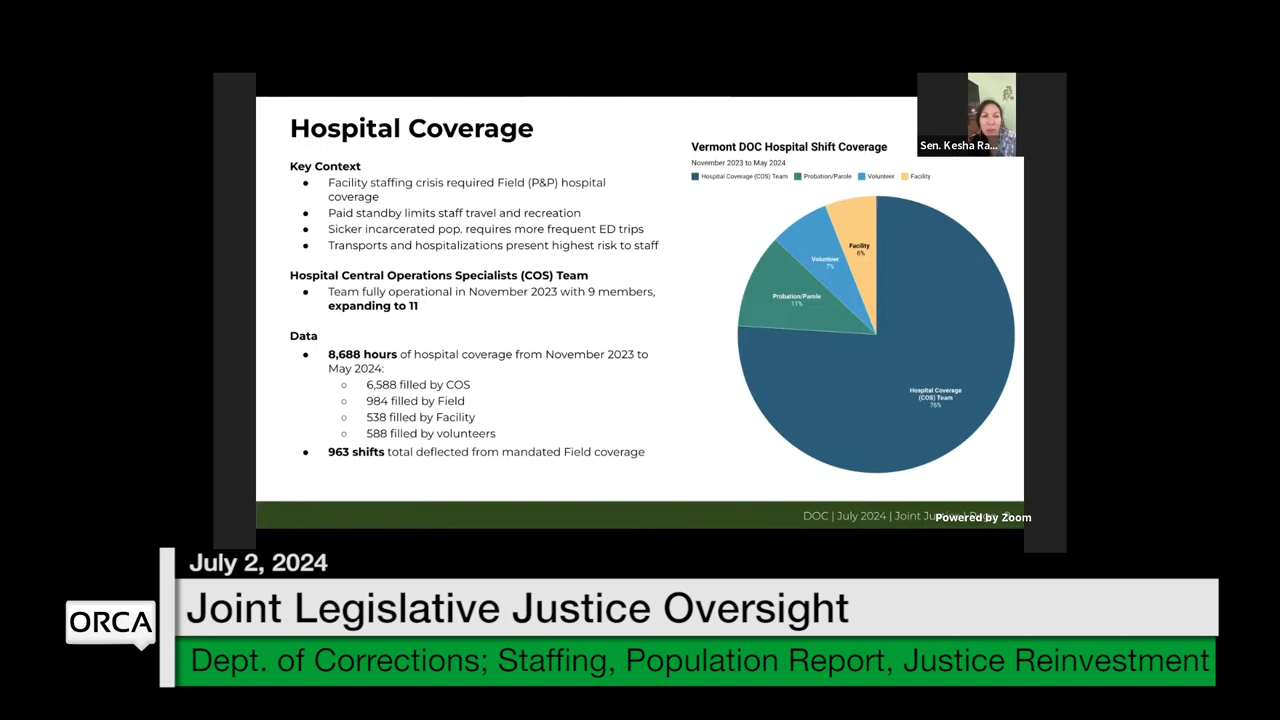 Hospital Coverage
Key Context
● Facility staffing crisis required Field (P&P) hospital
coverage
● Paid standby limits staff travel and recreation
● Sicker incarcerated pop. requires more frequent ED trips
● Transports and hospitalizations present highest risk to staff
Hospital Central Operations Specialists (COS) Team
● Team fully operational in November 2023 with 9 members,
expanding to 11
Data
● 8,688 hours of hospital coverage from November 2023 to
May 2024:
○ 6,588 filled by COS
○ 984 filled by Field
○ 538 filled by Facility
○ 588 filled by volunteers
● 963 shifts total deflected from mandated Field coverage
Sen. Kesha Ra...
Vermont DOC Hospital Shift Coverage
November 2023 to May 2024
Hospital Coverage (COS) Team Probation/Parole Volunteer Facility
Facility
6%
Volunteer
7%
Probation/Parole
11%
Hospital Coverage
(COS) Team
76%
DOC | July 2024 | Joint
Powered by Zoom
July 2, 2024
ORCA
Joint Legislative Justice Oversight
Dept. of Corrections; Staffing, Population Report, Justice Reinvestment